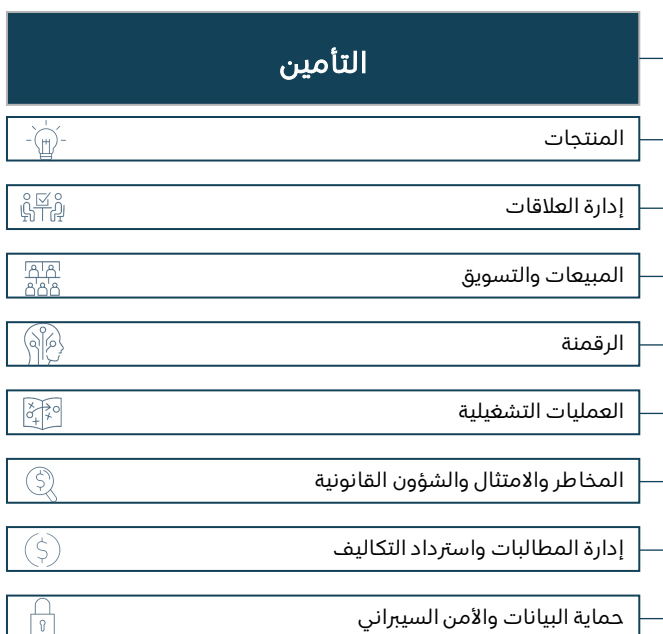 التأمين
المنتجات
إدارة العلاقات
المبيعات والتسويق
الرقمنة
العمليات التشغيلية
المخاطر والامتثال والشؤون القانونية
إدارة المطالبات واسترداد التكاليف
حماية البيانات والأمن السيبراني